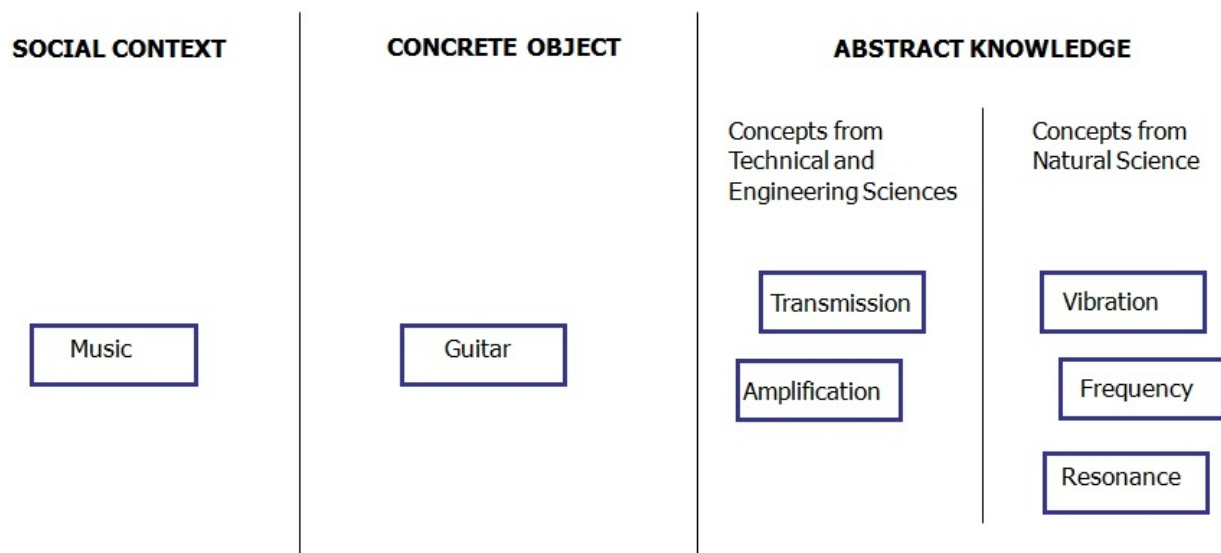 SOCIAL CONTEXT
CONCRETE OBJECT
ABSTRACT KNOWLEDGE
Concepts from
Technical and
Engineering Sciences
Concepts from
Natural Science
Music
Guitar
Transmission
Amplification
Vibration
Frequency
Resonance